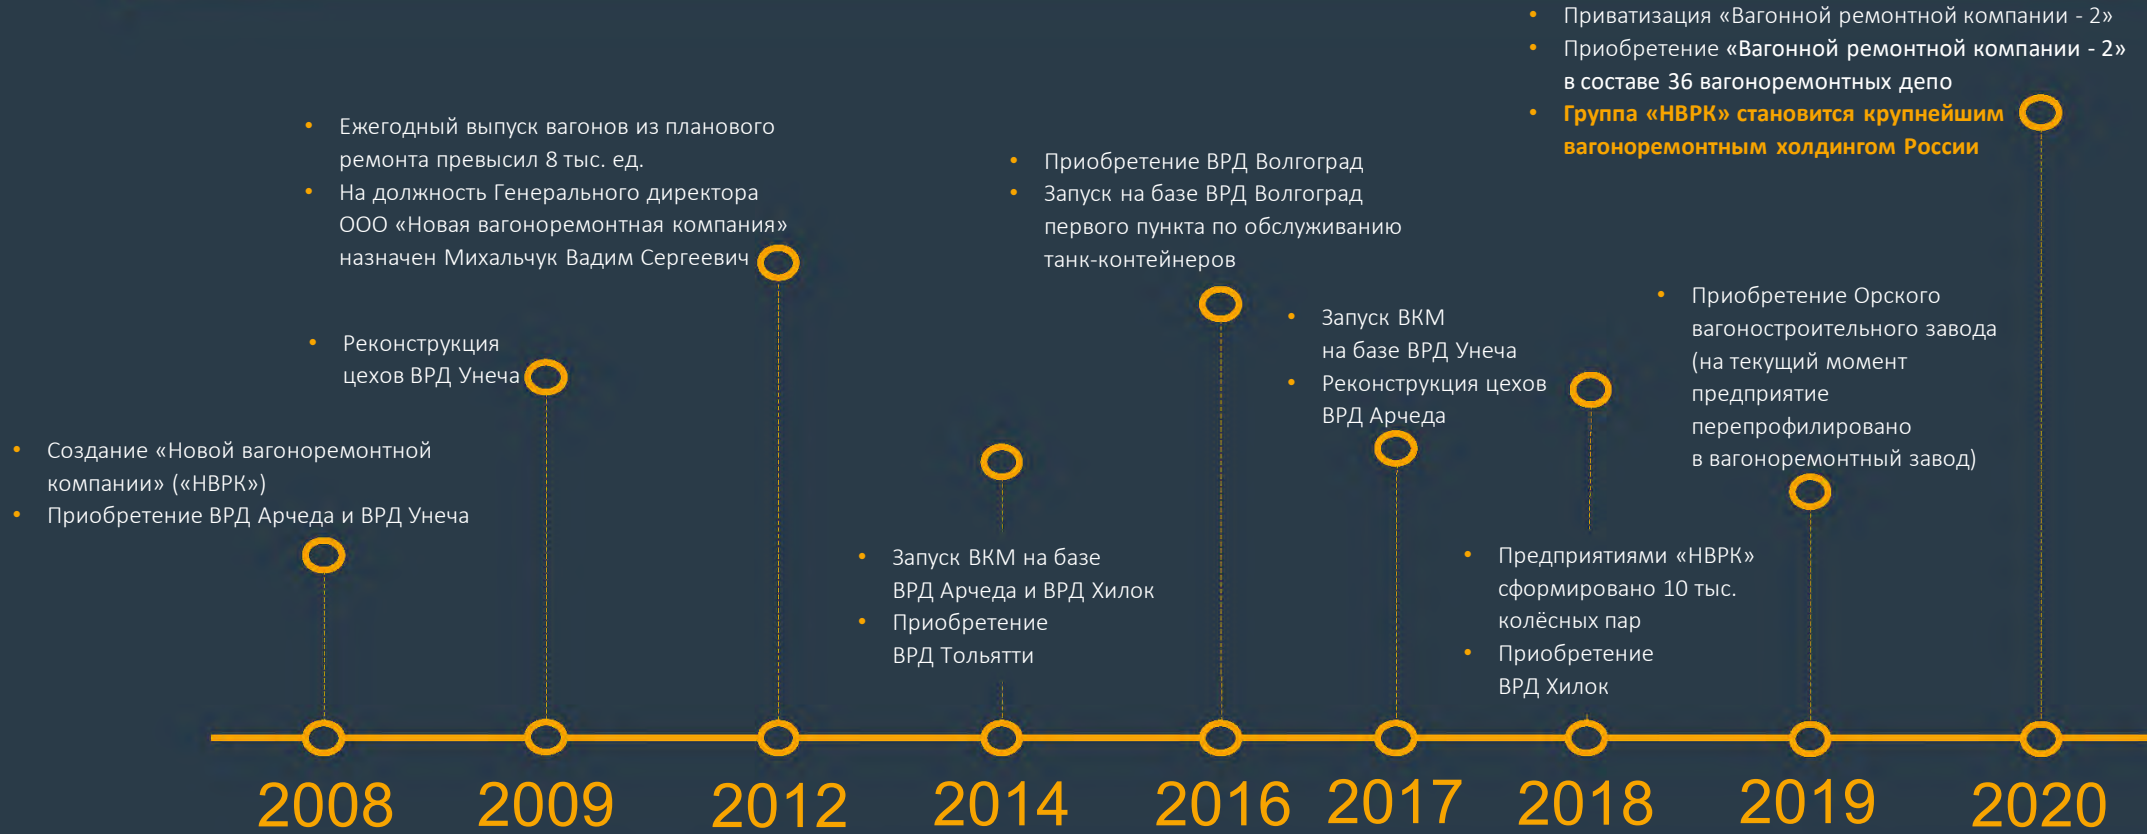 • Создание «Новой вагоноремонтной
компании» («НВРК»)
• Приобретение ВРД Арчеда и ВРД Унеча
• Реконструкция
цехов ВРД Унеча
• Ежегодный выпуск вагонов из планового
ремонта превысил 8 тыс. ед.
• На должность Генерального директора
ООО «Новая вагоноремонтная компания»
назначен Михальчук Вадим Сергеевич
• Запуск ВКМ на базе
ВРД Арчеда и ВРД Хилок
• Приобретение
ВРД Тольятти
• Приобретение ВРД Волгоград
• Запуск на базе ВРД Волгоград
первого пункта по обслуживанию
танк-контейнеров
• Запуск ВКМ
на базе ВРД Унеча
• Реконструкция цехов
ВРД Арчеда
• Предприятиями «НВРК»
сформировано 10 тыс.
колёсных пар
• Приобретение
ВРД Хилок
• Приобретение Орского
вагоностроительного завода
(на текущий момент
предприятие
перепрофилировано
в вагоноремонтный завод)
• Приватизация «Вагонной ремонтной компании - 2»
• Приобретение «Вагонной ремонтной компании - 2»
в составе 36 вагоноремонтных депо
• Группа «НВРК» становится крупнейшим
вагоноремонтным холдингом России
2008 2009 2012 2014 2016 2017 2018 2019 2020